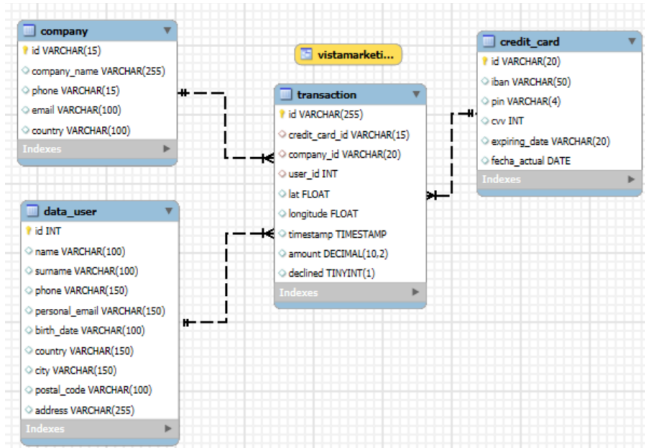 company
id VARCHAR(15)
company_name VARCHAR(255)
phone VARCHAR(15)
email VARCHAR(100)
country VARCHAR(100)
Indexes
vistamarketi...
credit_card
id VARCHAR(20)
iban VARCHAR(50)
pin VARCHAR(4)
cvv INT
expiring_date VARCHAR(20)
fecha_actual DATE
Indexes
transaction
id VARCHAR(255)
credit_card_id VARCHAR(15)
company_id VARCHAR(20)
user_id INT
lat FLOAT
longitude FLOAT
timestamp TIMESTAMP
amount DECIMAL(10,2)
declined TINYINT(1)
Indexes
data_user
id INT
name VARCHAR(100)
surname VARCHAR(100)
phone VARCHAR(150)
personal_email VARCHAR(150)
birth_date VARCHAR(100)
country VARCHAR(150)
city VARCHAR(150)
postal_code VARCHAR(100)
address VARCHAR(255)
Indexes